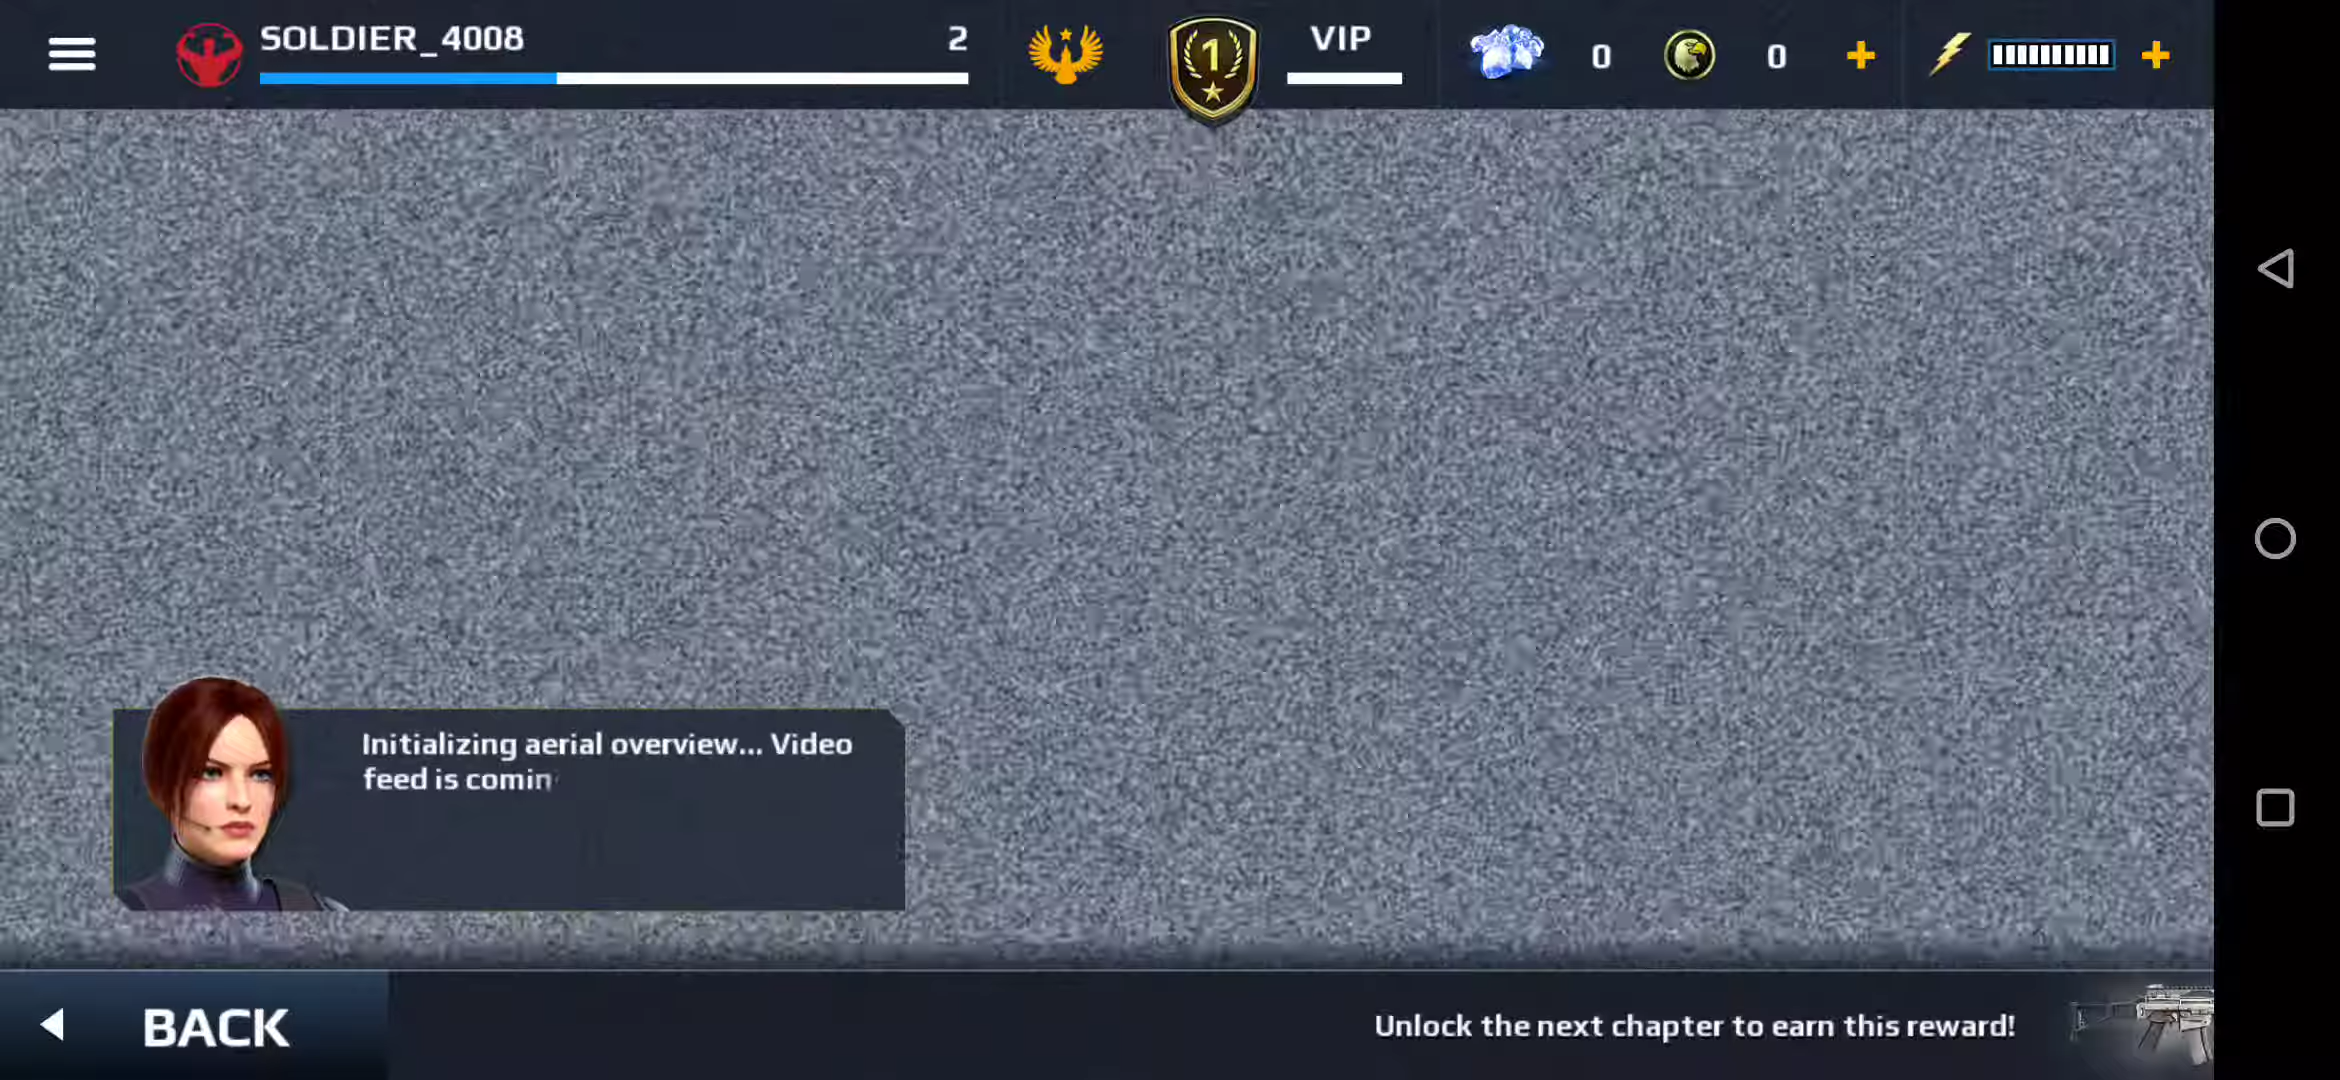 SOLDIER_4008 2 1 VIP 0 0
Initializing aerial overview... Video
feed is comin
BACK
Unlock the next chapter to earn this reward!